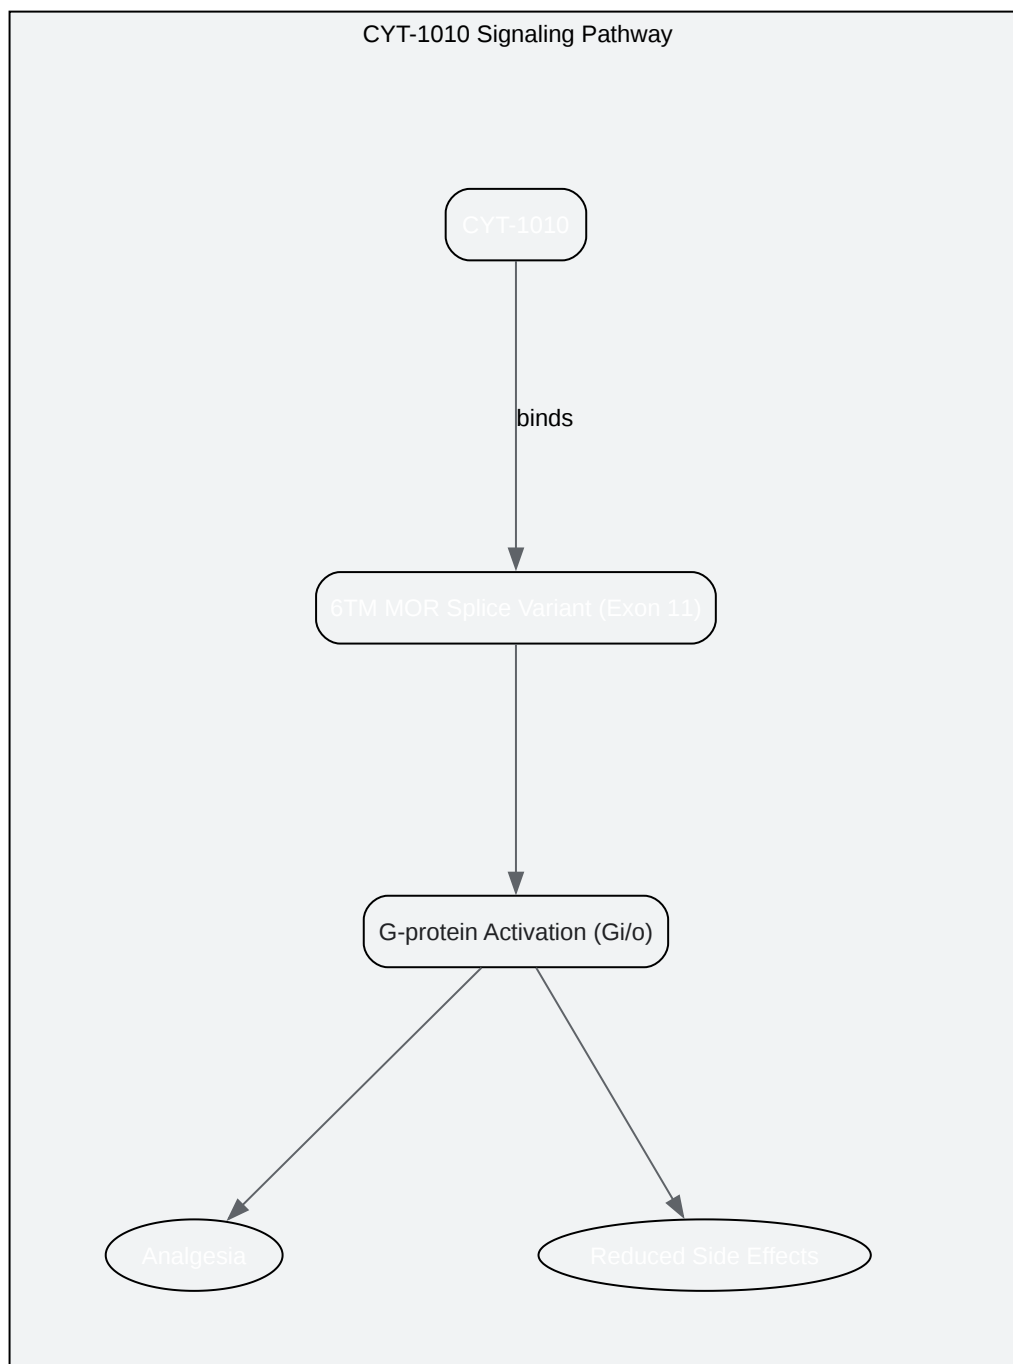 CYT-1010 Signaling Pathway
CYT-1010
binds
6TM MOR Splice Variant (Exon 11)
G-protein Activation (Gi/o)
Analgesia
Reduced Side Effects